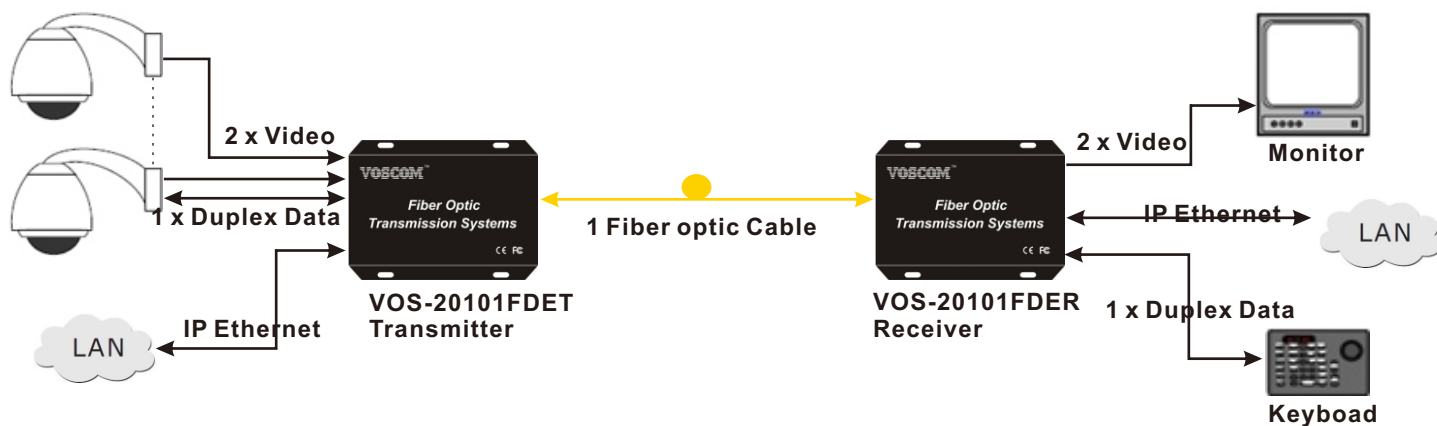 2 x Video
1 x Duplex Data
IP Ethernet
LAN
VOSCOM™
Fiber Optic
Transmission Systems
CE FC
VOS-20101FDET
Transmitter
1 Fiber optic Cable
VOSCOM™
Fiber Optic
Transmission Systems
CE FC
VOS-20101FDER
Receiver
2 x Video
Monitor
IP Ethernet
LAN
1 x Duplex Data
Keyboad